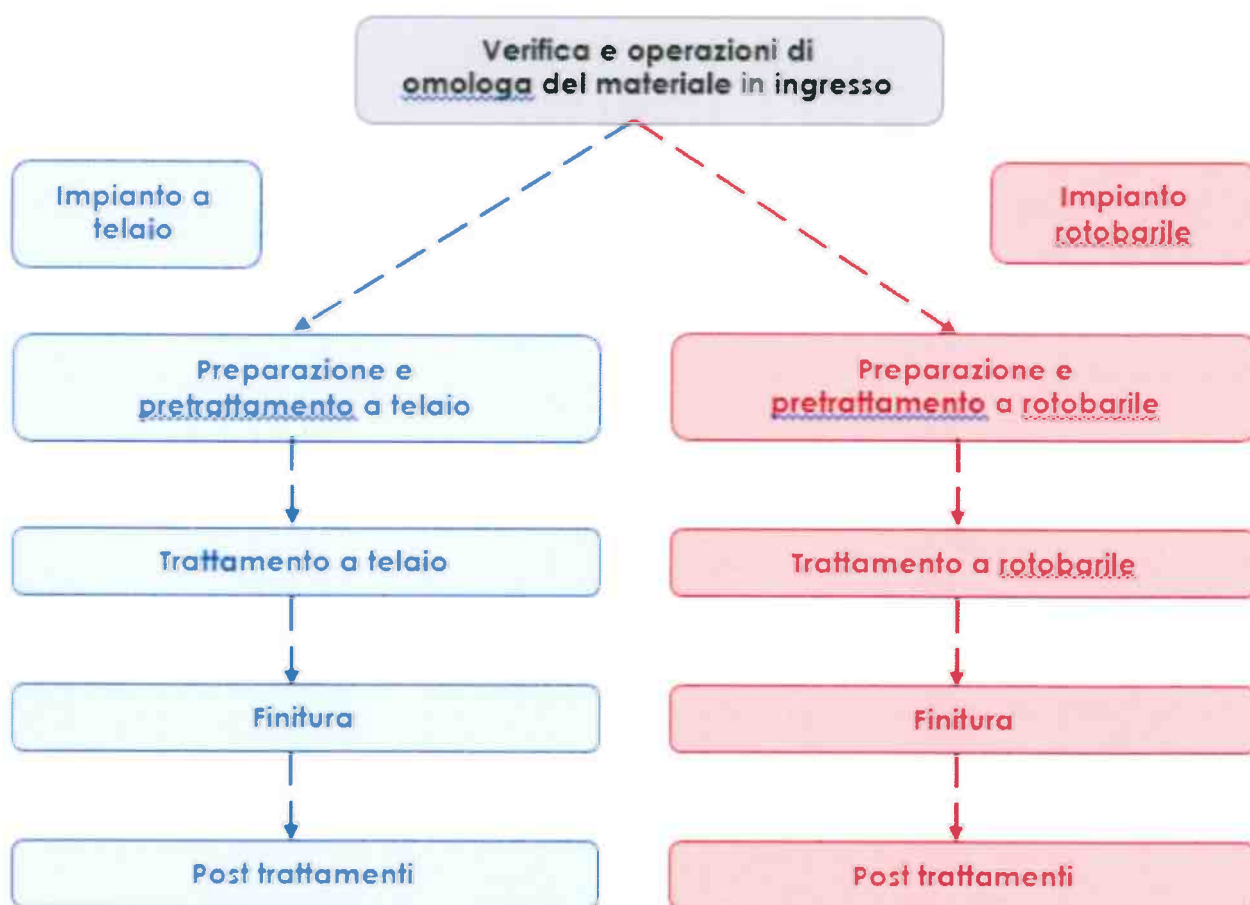 Verifica e operazioni di
omologa del materiale in ingresso
Impianto a
telaio
Impianto
rotobarile
Preparazione e
pretrattamento a telaio
Preparazione e
pretrattamento a rotobarile
Trattamento a telaio
Trattamento a rotobarile
Finitura
Finitura
Post trattamenti
Post trattamenti